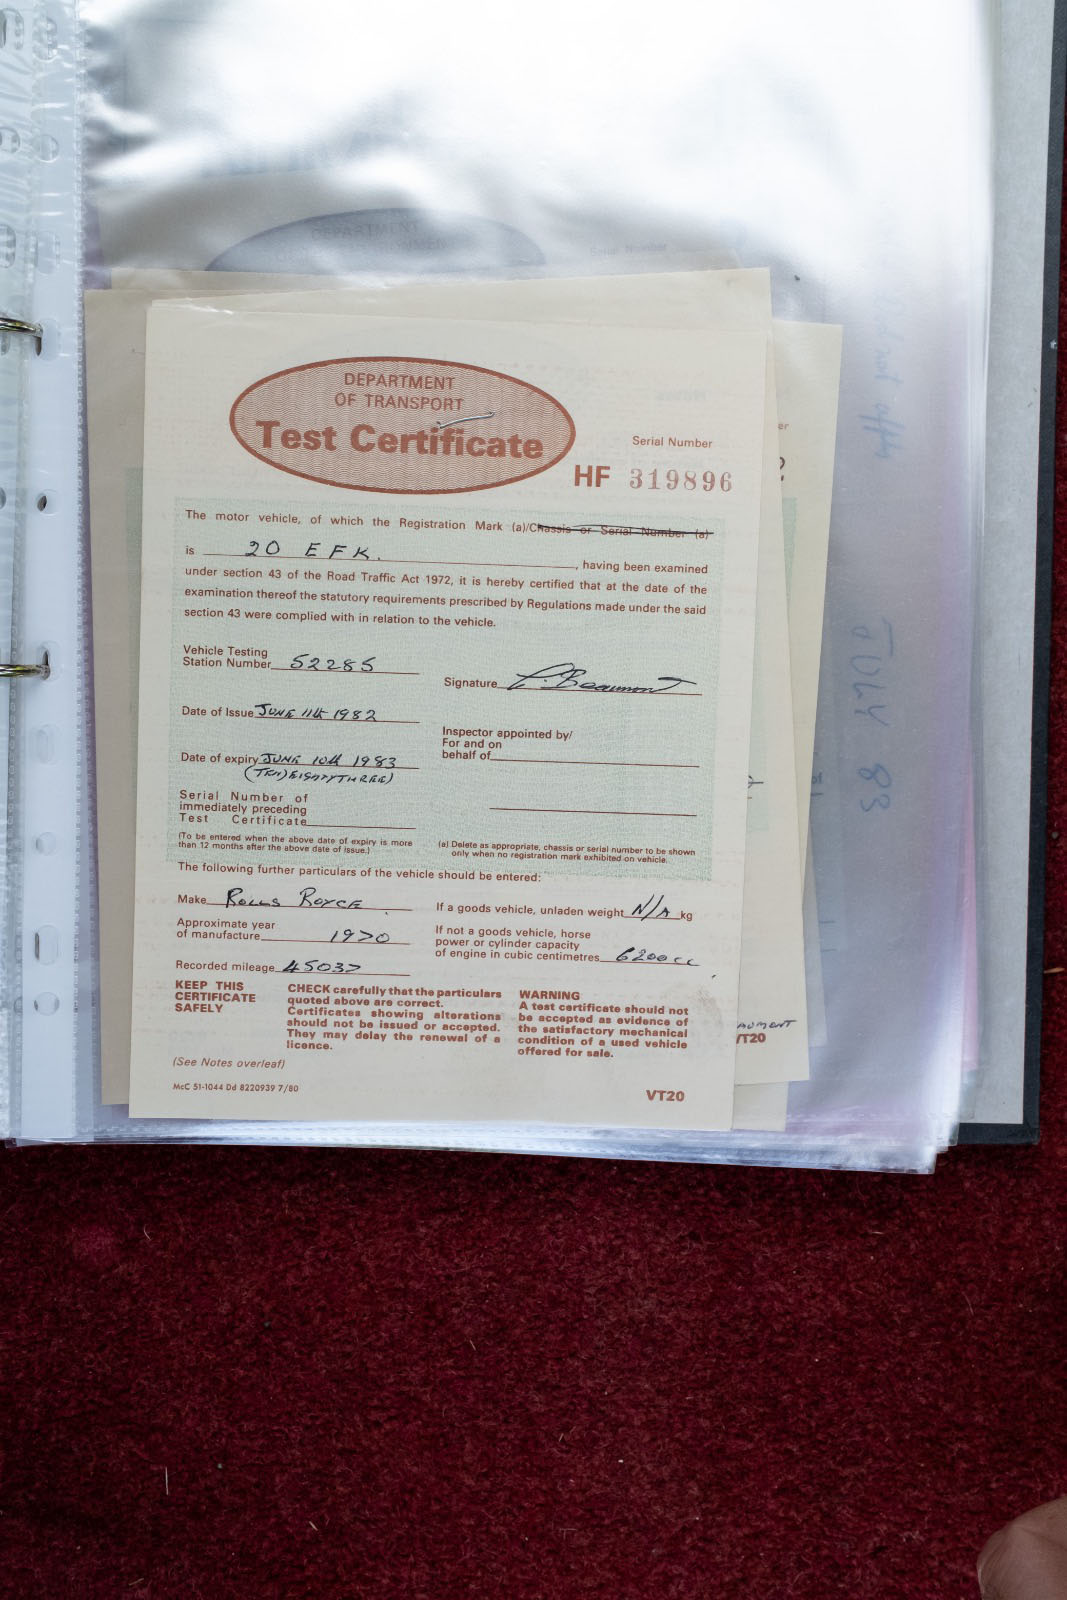 DEPARTMENT
OF TRANSPORT
Test Certificate
Serial Number
HF 319896
The motor vehicle, of which the Registration Mark (a)/Chassis or Serial Number (a)
is 20 EFK. , having been examined
under section 43 of the Road Traffic Act 1972, it is hereby certified that at the date of the
examination thereof the statutory requirements prescribed by Regulations made under the said
section 43 were complied with in relation to the vehicle.
Vehicle Testing
Station Number 52285
Signature Beaumont
Date of Issue JUNE 11th 1982
Inspector appointed by/
For and on
behalf of
Date of expiry JUNE 10th 1983
(TEN) EIGHTYTHREE)
Serial Number of
immediately preceding
Test Certificate
(To be entered when the above date of expiry is more
than 12 months after the above date of issue.)
(a) Delete as appropriate, chassis or serial number to be shown
only when no registration mark exhibited on vehicle.
The following further particulars of the vehicle should be entered:
Make ROLLS ROYCE
If a goods vehicle, unladen weight N/A kg
Approximate year
of manufacture 1970
If not a goods vehicle, horse
power or cylinder capacity
of engine in cubic centimetres 6200cc
Recorded mileage 45037
KEEP THIS
CERTIFICATE
SAFELY
CHECK carefully that the particulars
quoted above are correct.
Certificates showing alterations
should not be issued or accepted.
They may delay the renewal of a
licence.
WARNING
A test certificate should not
be accepted as evidence of
the satisfactory mechanical
condition of a used vehicle
offered for sale.
(See Notes overleaf)
McC 51-1044 Dd 8220939 7/80
VT20
AUMONT
VT20
DEPARTMENT
Serial Number
JULY 83